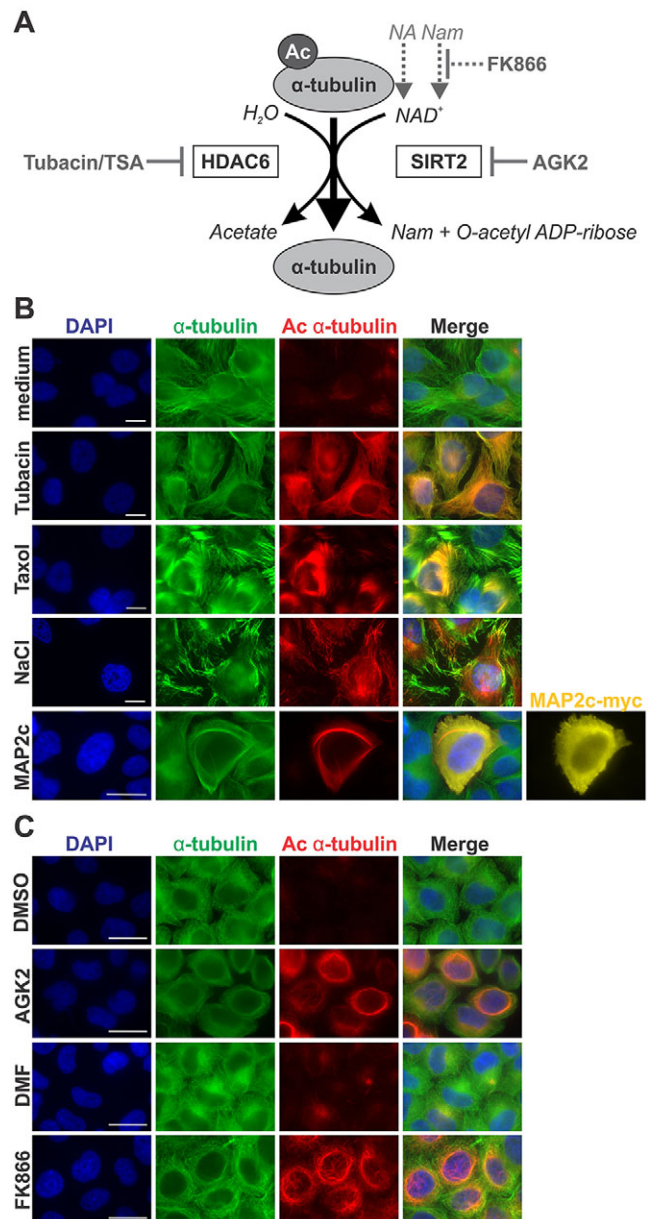 A
NA Nam
Ac
FK866
α-tubulin
H₂O
NAD⁺
Tubacin/TSA
HDAC6
SIRT2
AGK2
Acetate
Nam + O-acetyl ADP-ribose
α-tubulin
B
DAPI α-tubulin Ac α-tubulin Merge
medium
Tubacin
Taxol
NaCl
MAP2c-myc
MAP2c
C
DAPI α-tubulin Ac α-tubulin Merge
DMSO
AGK2
DMF
FK866